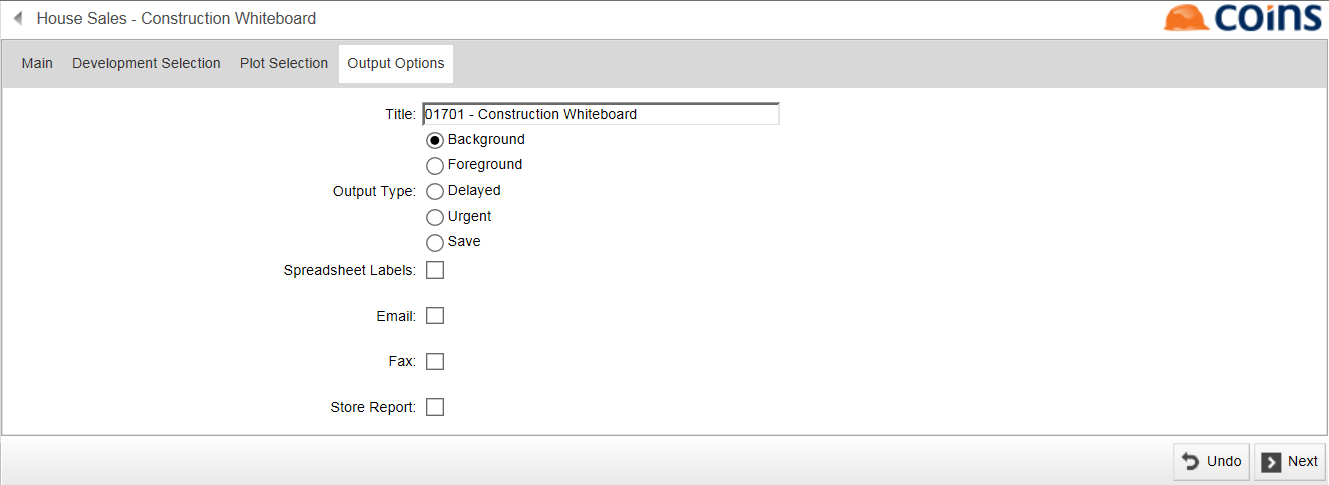 House Sales - Construction Whiteboard
coins
Main Development Selection Plot Selection Output Options
Title: 01701 - Construction Whiteboard
Background
Foreground
Output Type: Delayed
Urgent
Save
Spreadsheet Labels:
Email:
Fax:
Store Report:
Undo Next